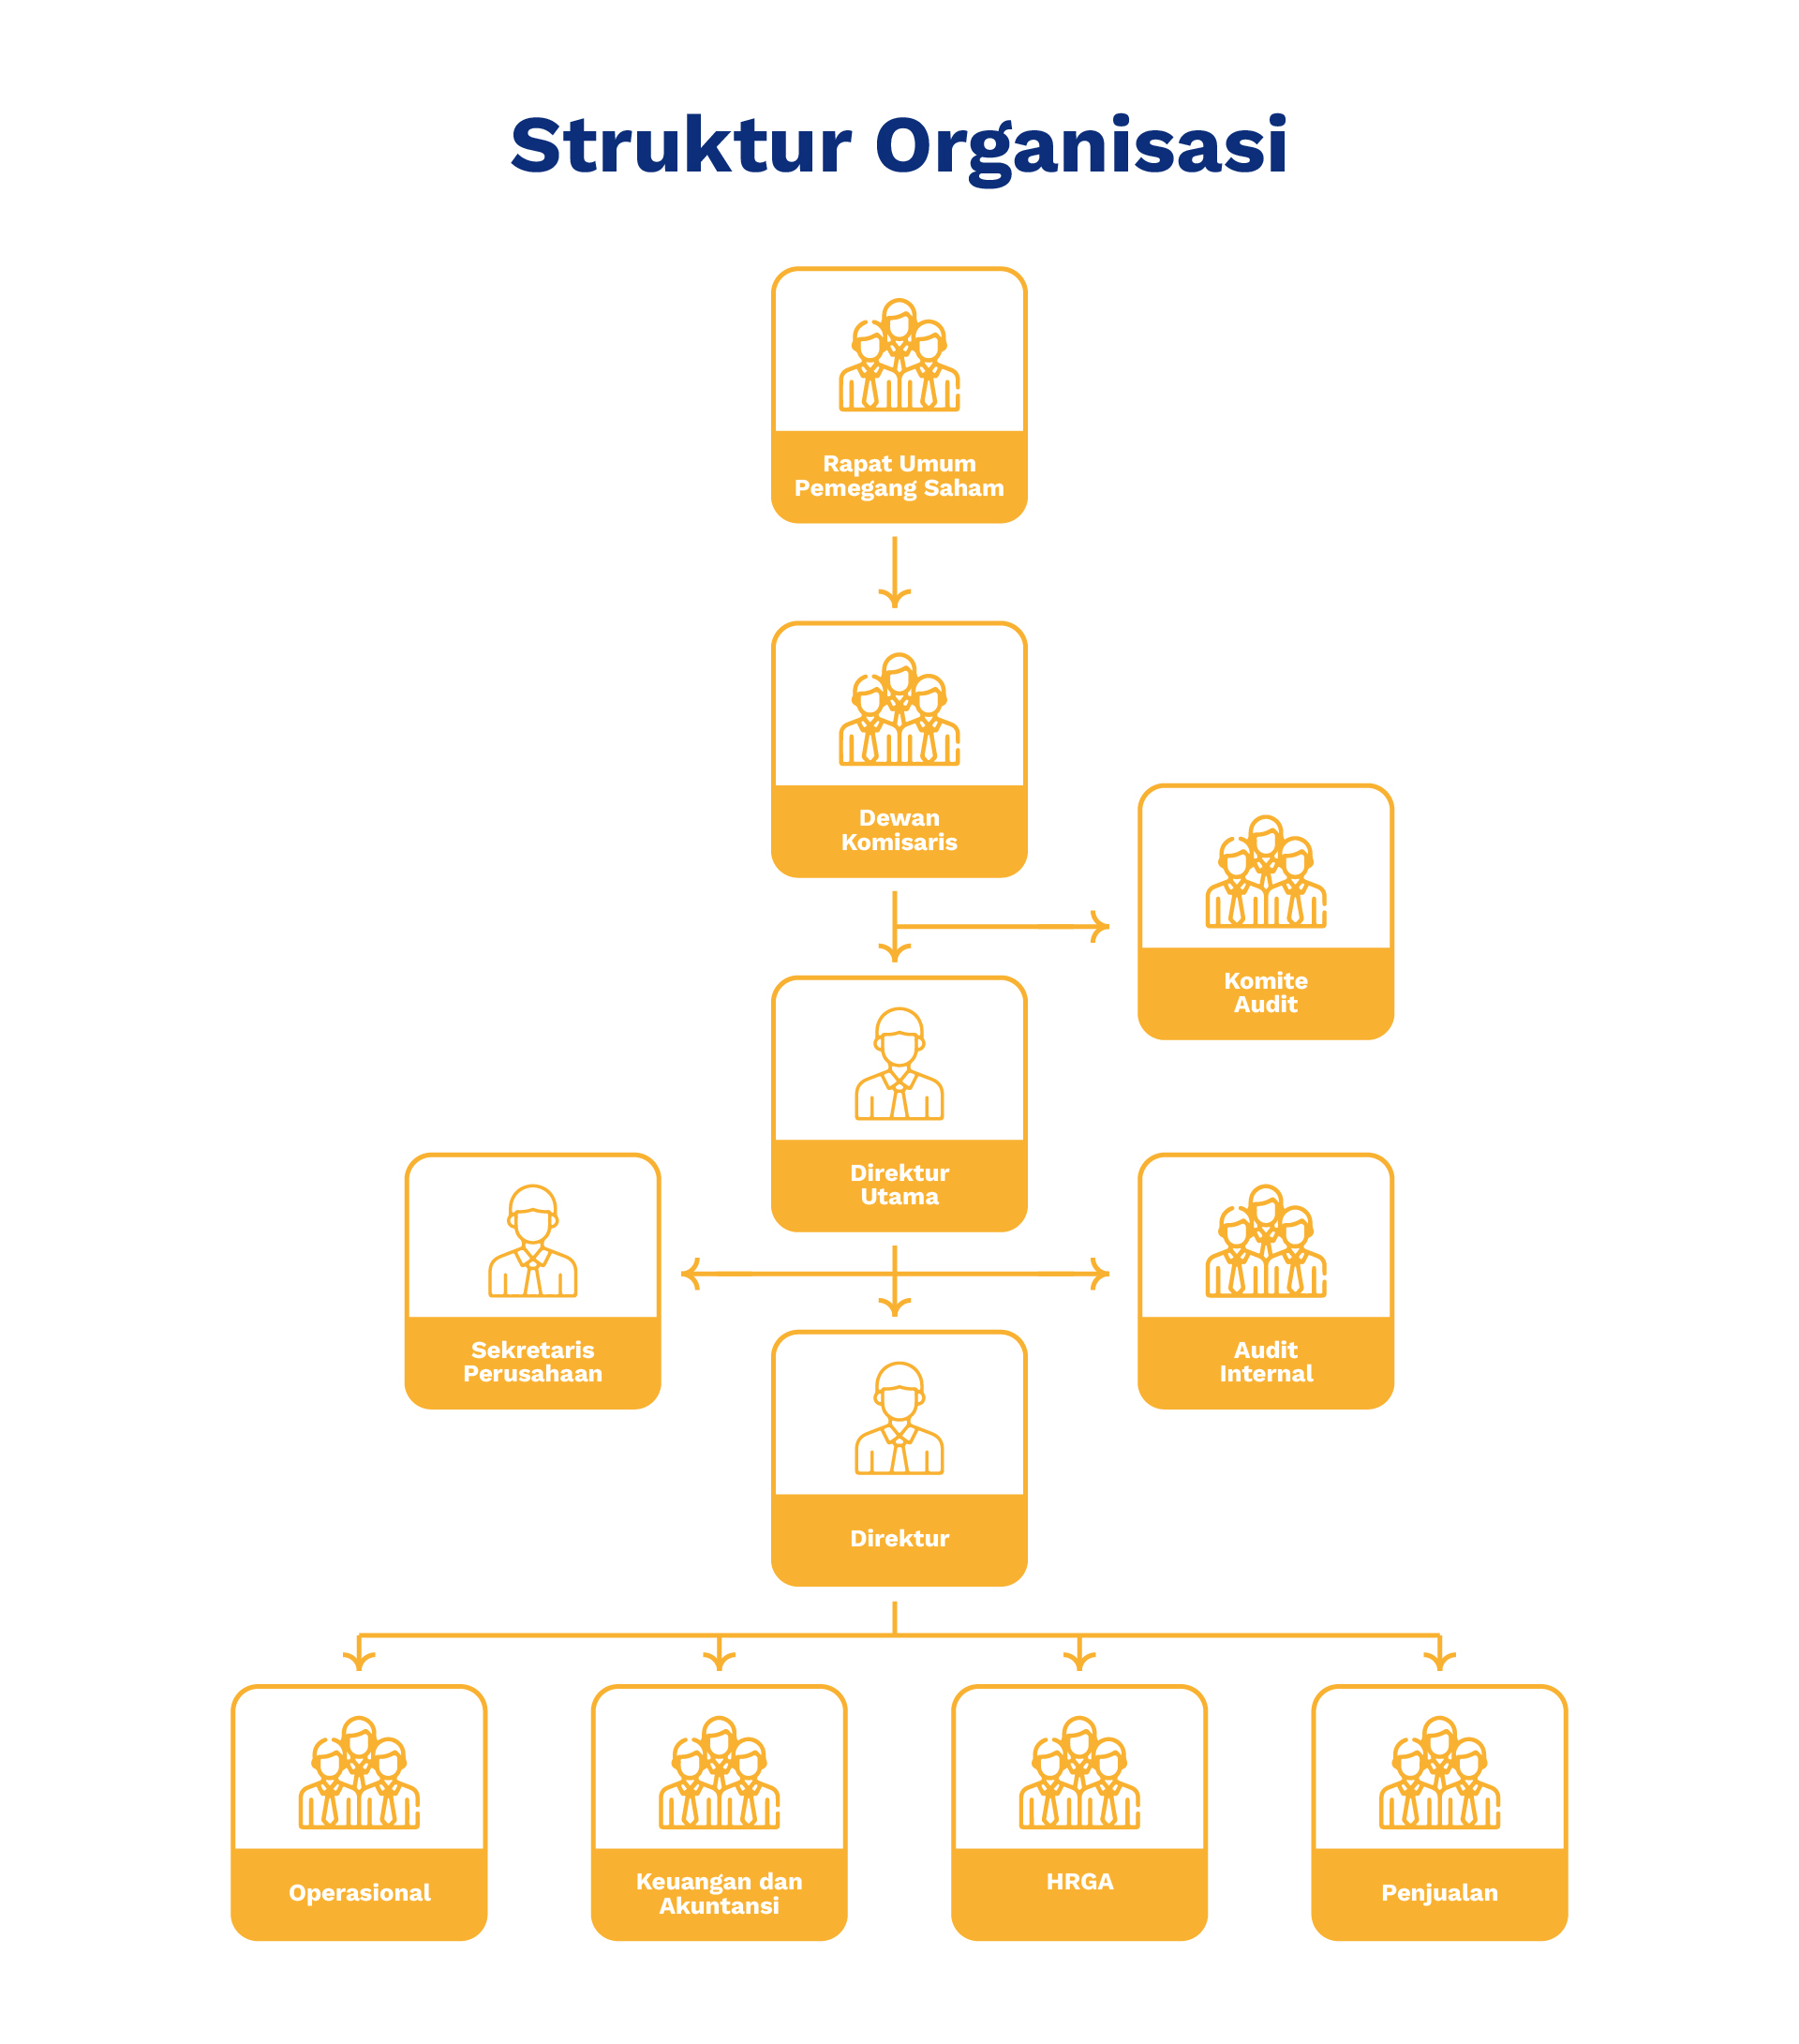 Struktur Organisasi
Rapat Umum
Pemegang Saham
Dewan
Komisaris
Komite
Audit
Direktur
Utama
Sekretaris
Perusahaan
Audit
Internal
Direktur
Operasional
Keuangan dan
Akuntansi
HRGA
Penjualan